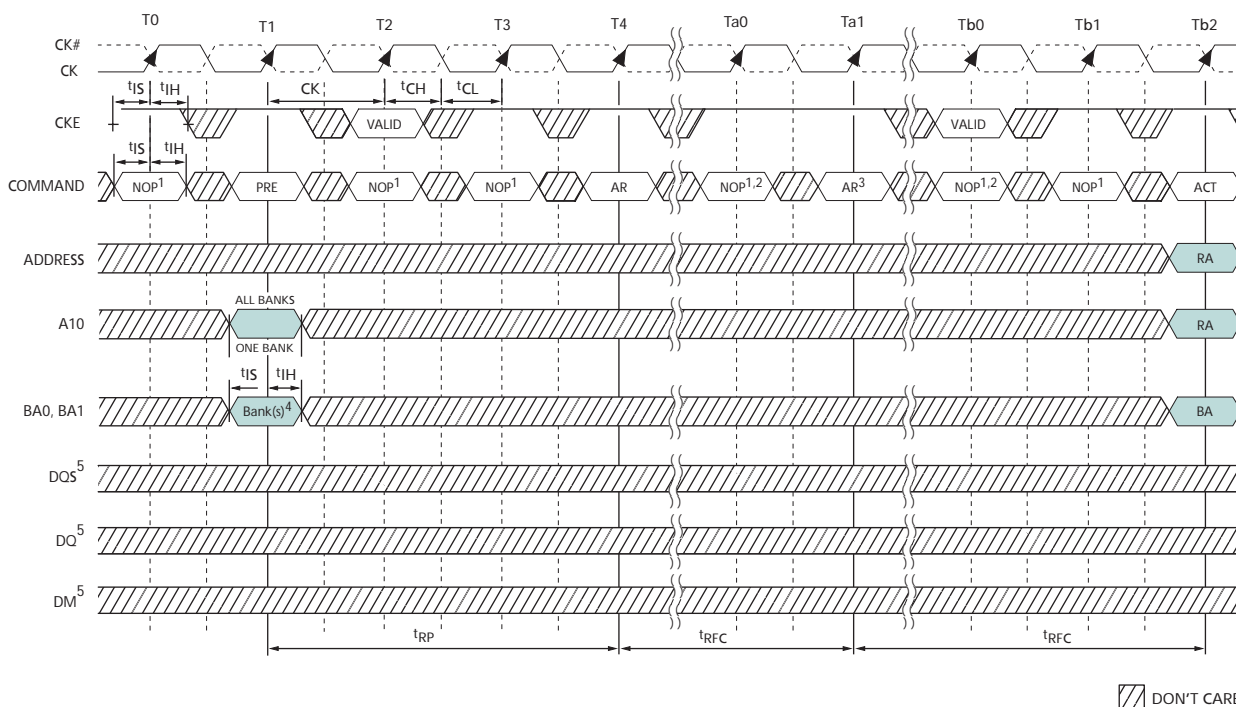 T0 T1 T2 T3 T4 Ta0 Ta1 Tb0 Tb1 Tb2
CK#
CK
tIS tIH CK tCH tCL
CKE VALID VALID
tIS tIH
COMMAND NOP1 PRE NOP1 NOP1 AR NOP1,2 AR3 NOP1,2 NOP1 ACT
ADDRESS RA
ALL BANKS
A10 RA
ONE BANK
tIS tIH
BA0, BA1 Bank(s)4 BA
DQS5
DQ5
DM5
tRP tRFC tRFC
DON'T CARE